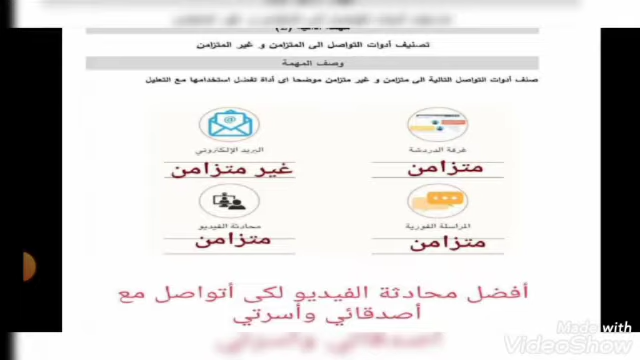 تصنيف أدوات التواصل الى المتزامن و غير المتزامن
وصف المهمة
صنف أدوات التواصل التالية الى متزامن و غير متزامن موضحا اى أداة تفضل استخدامها مع التعليل
غرفة الدردشة
البريد الإلكتروني
متزامن
غير متزامن
المراسلة الفورية
محادثة الفيديو
متزامن
متزامن
أفضل محادثة الفيديو لكى أتواصل مع
أصدقائي وأسرتي
Made with
VideoShow